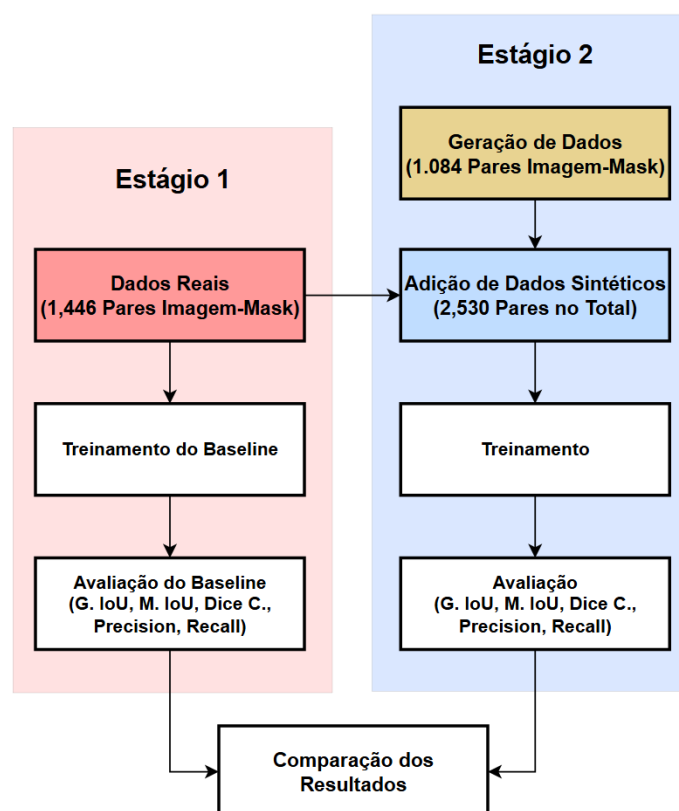 Estágio 1
Dados Reais
(1,446 Pares Imagem-Mask)
Treinamento do Baseline
Avaliação do Baseline
(G. IoU, M. IoU, Dice C.,
Precision, Recall)
Estágio 2
Geração de Dados
(1.084 Pares Imagem-Mask)
Adição de Dados Sintéticos
(2,530 Pares no Total)
Treinamento
Avaliação
(G. IoU, M. IoU, Dice C.,
Precision, Recall)
Comparação dos
Resultados